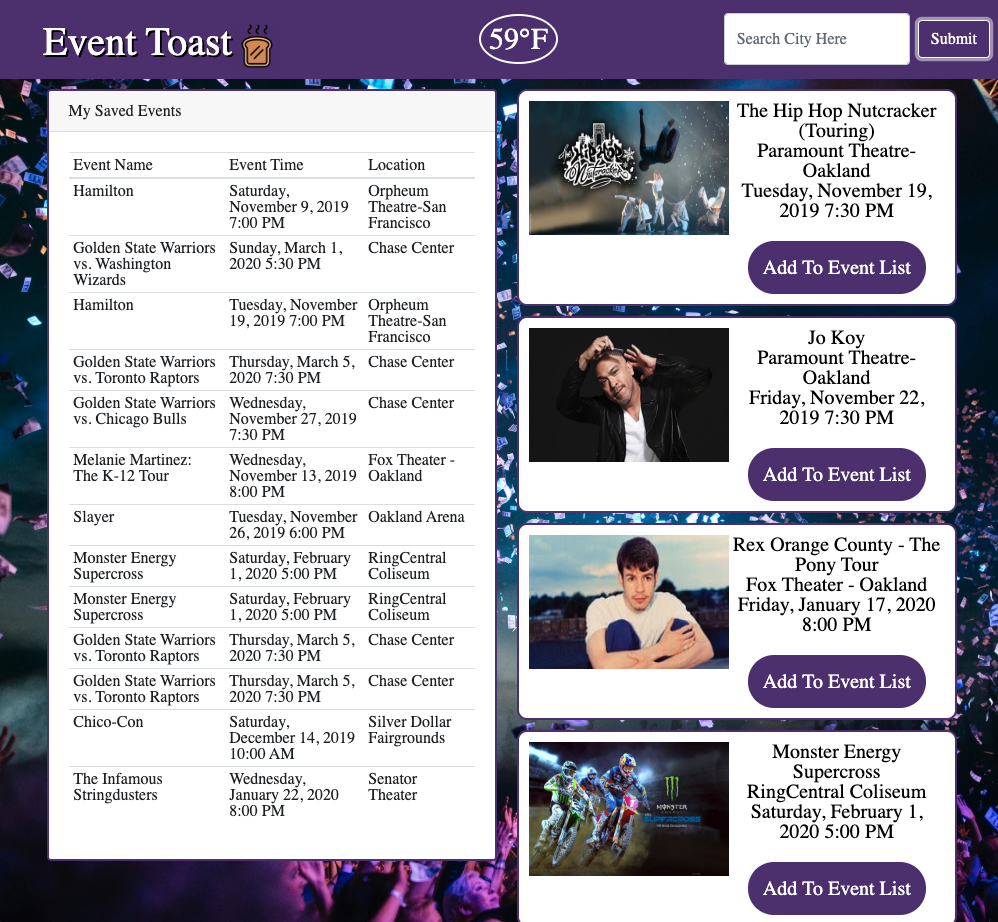 Event Toast
59°F
Search City Here
Submit
My Saved Events
Event Name Event Time Location
Hamilton Saturday, November 9, 2019 7:00 PM Orpheum Theatre-San Francisco
Golden State Warriors vs. Washington Wizards Sunday, March 1, 2020 5:30 PM Chase Center
Hamilton Tuesday, November 19, 2019 7:00 PM Orpheum Theatre-San Francisco
Golden State Warriors vs. Toronto Raptors Thursday, March 5, 2020 7:30 PM Chase Center
Golden State Warriors vs. Chicago Bulls Wednesday, November 27, 2019 7:30 PM Chase Center
Melanie Martinez: The K-12 Tour Wednesday, November 13, 2019 8:00 PM Fox Theater - Oakland
Slayer Tuesday, November 26, 2019 6:00 PM Oakland Arena
Monster Energy Supercross Saturday, February 1, 2020 5:00 PM RingCentral Coliseum
Monster Energy Supercross Saturday, February 1, 2020 5:00 PM RingCentral Coliseum
Golden State Warriors vs. Toronto Raptors Thursday, March 5, 2020 7:30 PM Chase Center
Golden State Warriors vs. Toronto Raptors Thursday, March 5, 2020 7:30 PM Chase Center
Chico-Con Saturday, December 14, 2019 10:00 AM Silver Dollar Fairgrounds
The Infamous Stringdusters Wednesday, January 22, 2020 8:00 PM Senator Theater
The Hip Hop Nutcracker
The Hip Hop Nutcracker
(Touring)
Paramount Theatre-
Oakland
Tuesday, November 19,
2019 7:30 PM
Add To Event List
Jo Koy
Paramount Theatre-
Oakland
Friday, November 22,
2019 7:30 PM
Add To Event List
Rex Orange County - The
Pony Tour
Fox Theater - Oakland
Friday, January 17, 2020
8:00 PM
Add To Event List
MONSTER
ENERGY
SUPERCROSS
Monster Energy
Supercross
RingCentral Coliseum
Saturday, February 1,
2020 5:00 PM
Add To Event List